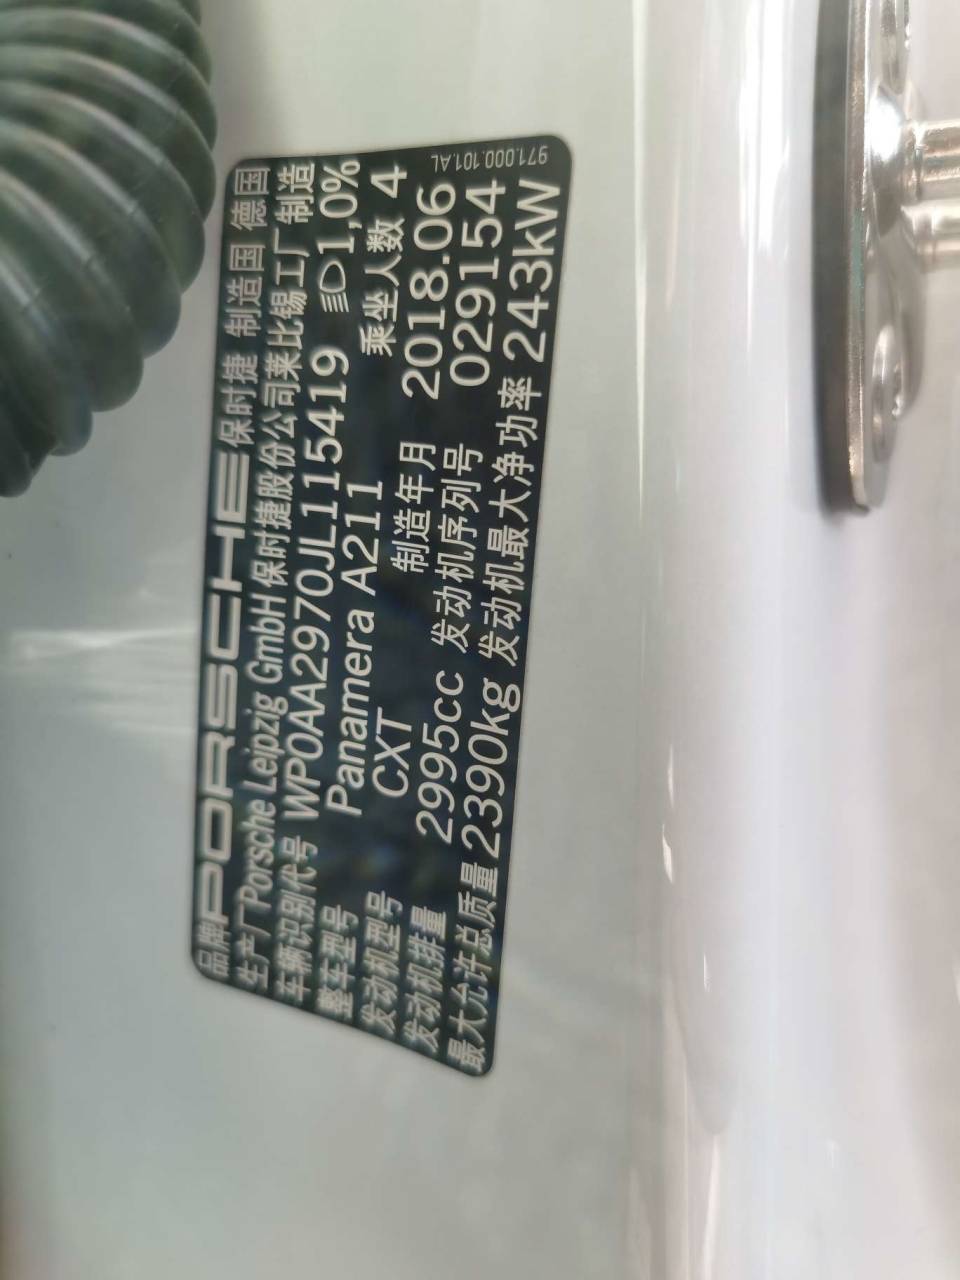 品牌 PORSCHE 保时捷 制造国 德国
生产厂 Porsche Leipzig GmbH 保时捷股份公司莱比锡工厂制造
车辆识别代号 WP0AA2970JL115419 1,0%
整车型号 Panamera A211 乘坐人数 4
发动机型号 CXT 制造年月 2018.06
发动机排量 2995cc 发动机序列号 029154
最大允许总质量 2390kg 发动机最大净功率 243kW
971.000.101.AL